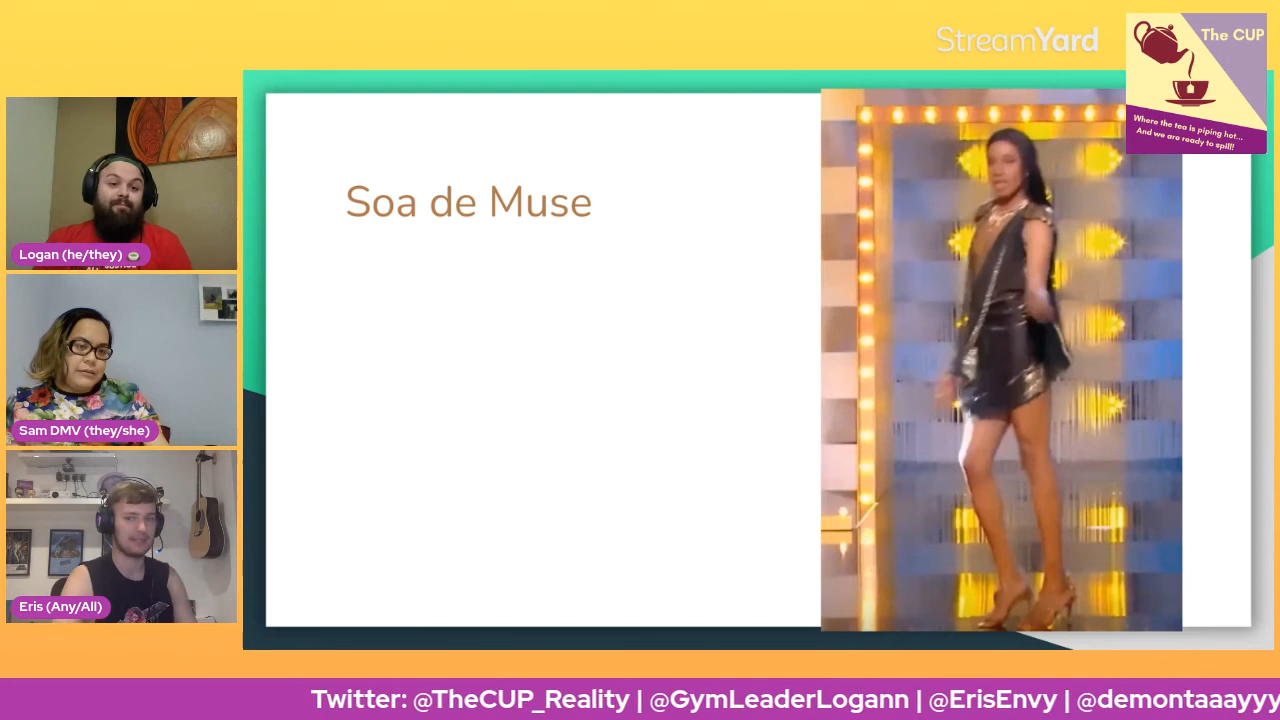 StreamYard
The CUP
Where the tea is piping hot...
And we are ready to spill!
Soa de Muse
Logan (he/they) 🍵
Sam DMV (they/she)
Eris (Any/All)
Twitter: @TheCUP_Reality | @GymLeaderLogann | @ErisEnvy | @demontaaayyy